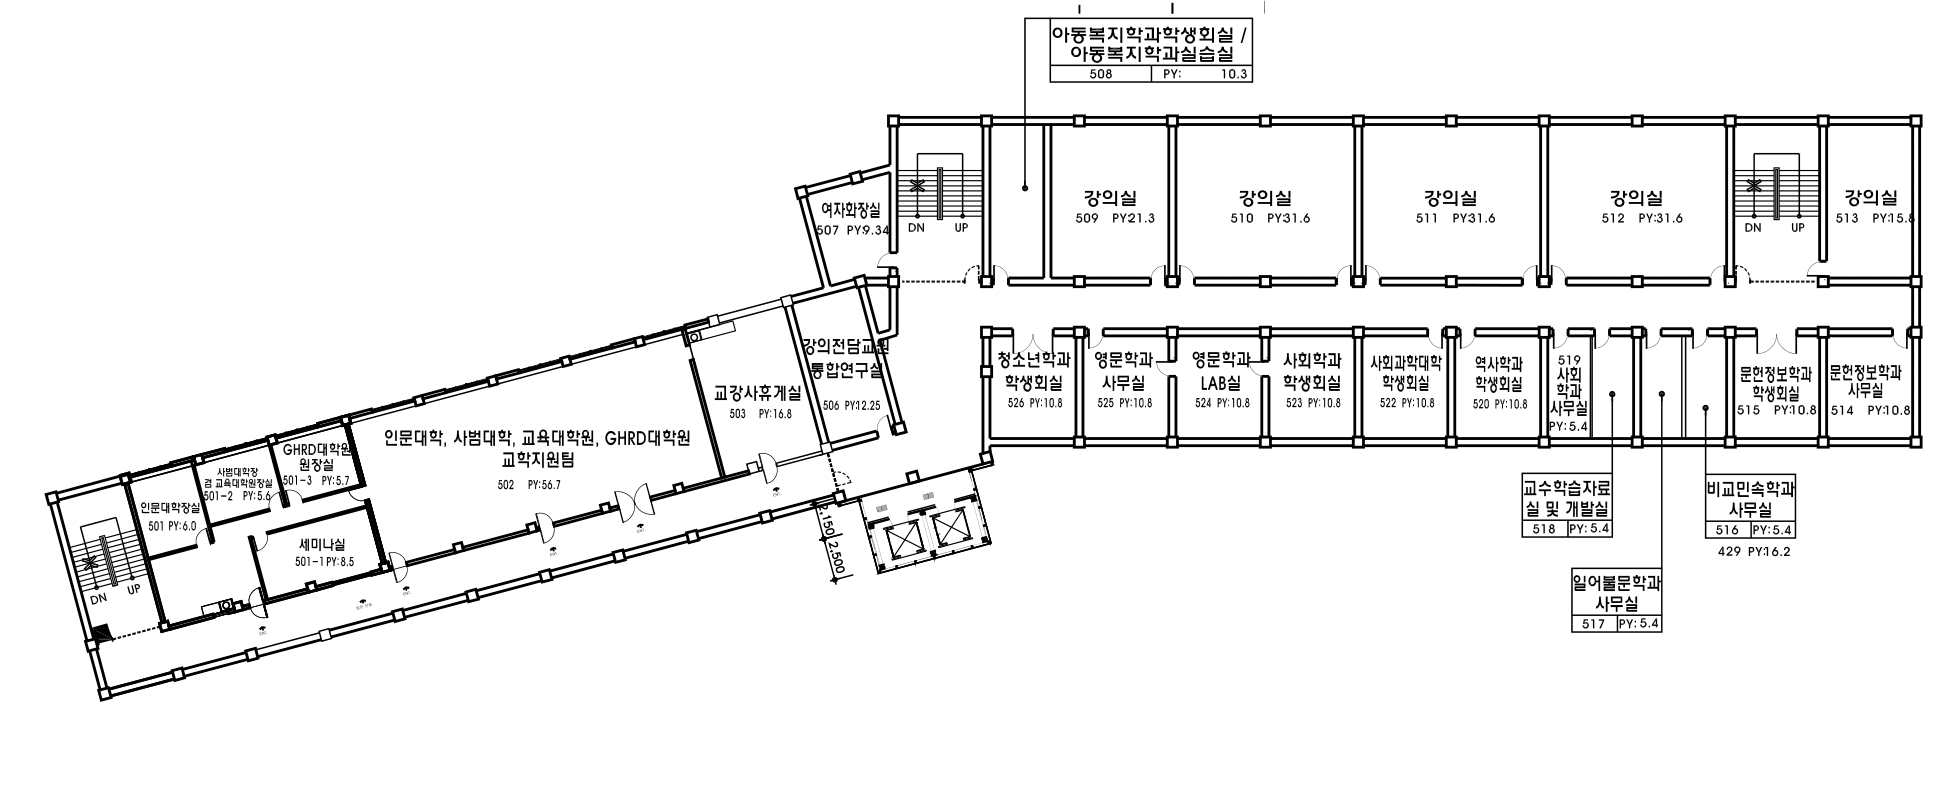 아동복지학과학생회실 /
아동복지학과실습실
508 PY: 10.3
여자화장실
507 PY:9.34
DN UP
강의실
509 PY:21.3
강의실
510 PY:31.6
강의실
511 PY:31.6
강의실
512 PY:31.6
DN UP
강의실
513 PY:15.8
강의전담교원
통합연구실
506 PY:12.25
교강사휴게실
503 PY:16.8
인문대학, 사범대학, 교육대학원, GHRD대학원
교학지원팀
502 PY:56.7
GHRD대학원
원장실
501-3 PY:5.7
사범대학장
겸 교육대학원장실
501-2 PY:5.6
인문대학장실
501 PY:6.0
세미나실
501-1 PY:8.5
DN UP
2,150
2,500
청소년학과
학생회실
526 PY:10.8
영문학과
사무실
525 PY:10.8
영문학과
LAB실
524 PY:10.8
사회학과
학생회실
523 PY:10.8
사회과학대학
학생회실
522 PY:10.8
역사학과
학생회실
520 PY:10.8
519
사회
학과
사무실
PY: 5.4
문헌정보학과
학생회실
515 PY:10.8
문헌정보학과
사무실
514 PY:10.8
교수학습자료
실 및 개발실
518 PY: 5.4
비교민속학과
사무실
516 PY:5.4
429 PY:16.2
일어불문학과
사무실
517 PY: 5.4